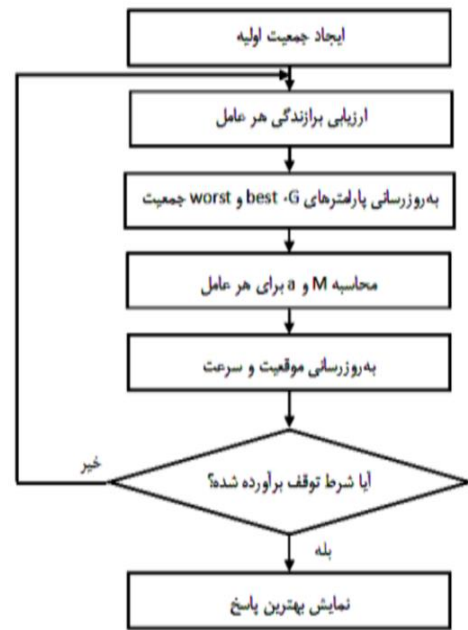 ایجاد جمعیت اولیه
ارزیابی برازندگی هر عامل
به‌روزرسانی پارامترهای G، best و worst جمعیت
محاسبه M و a برای هر عامل
به‌روزرسانی موقعیت و سرعت
آیا شرط توقف برآورده شده؟
خیر
بله
نمایش بهترین پاسخ